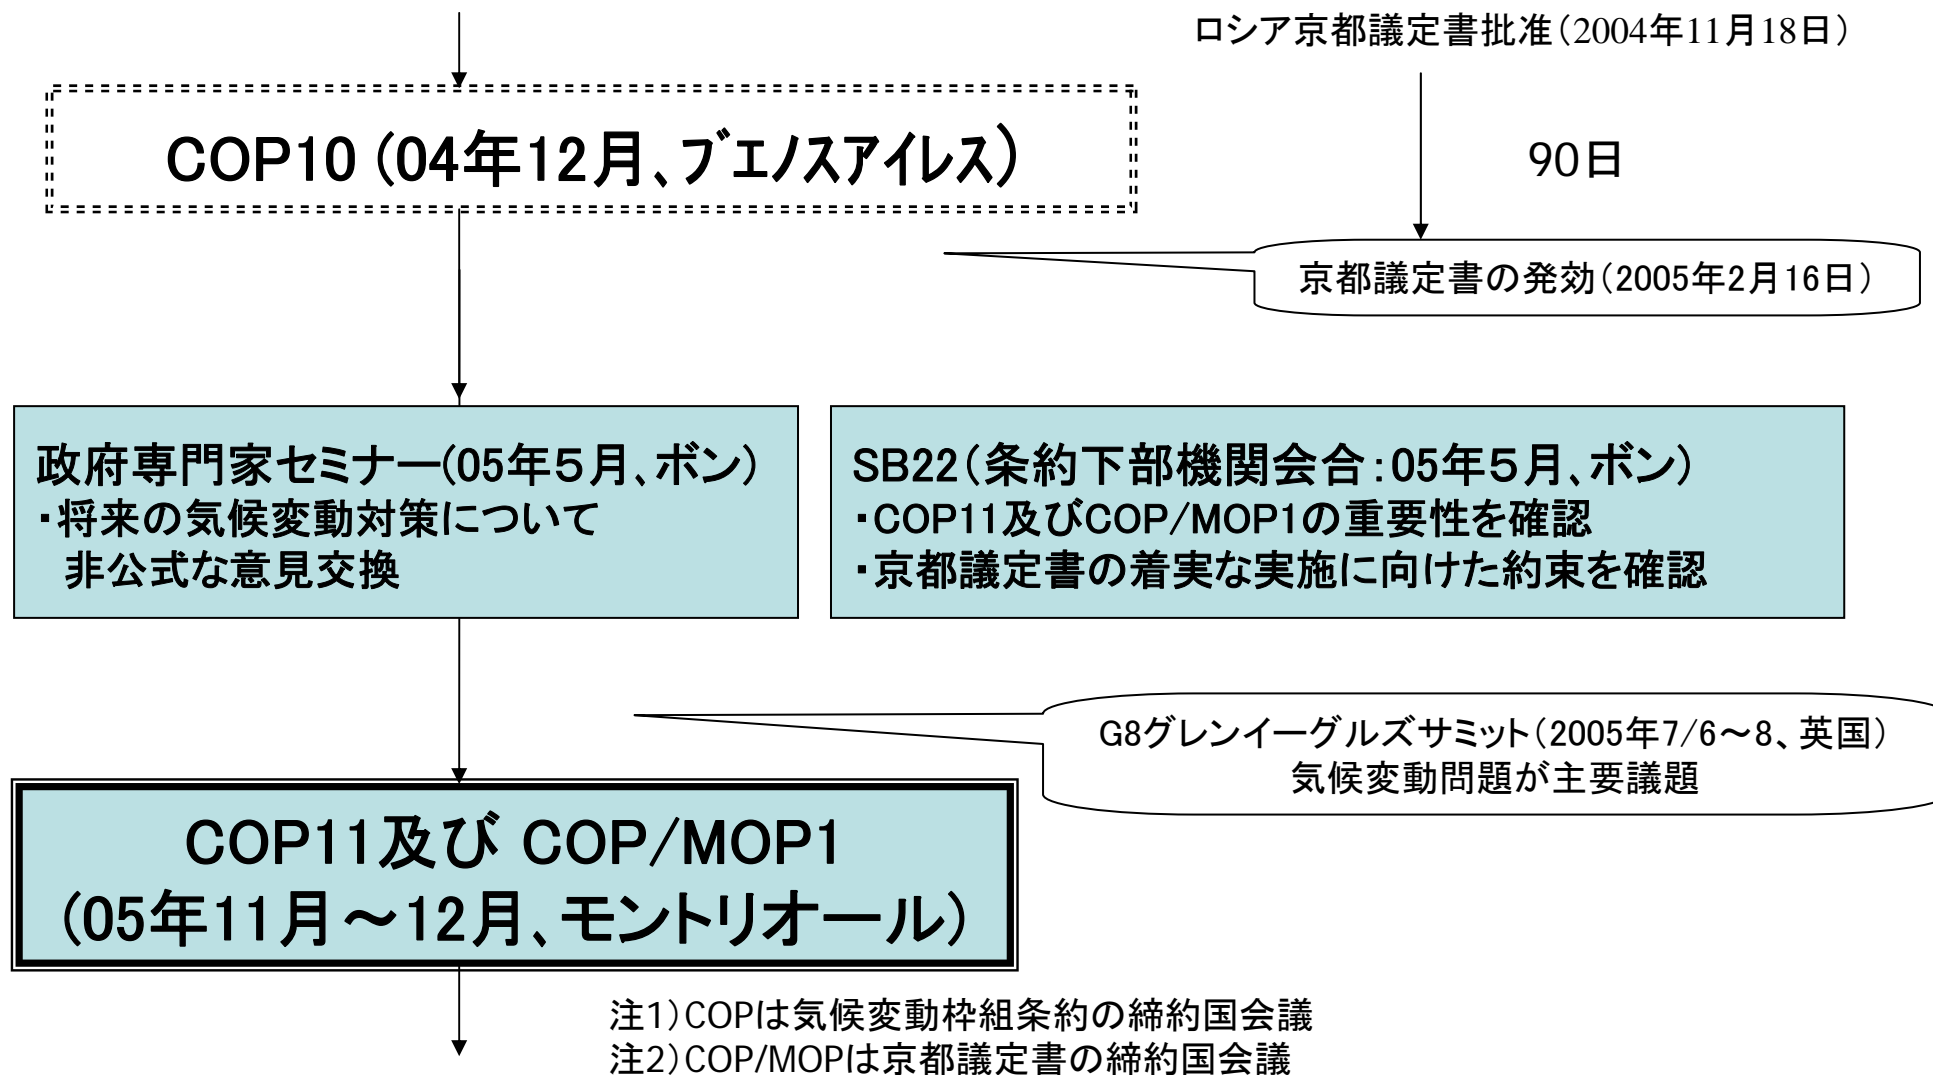 ロシア京都議定書批准（2004年11月18日）
COP10 (04年12月、ブエノスアイレス）
90日
京都議定書の発効（2005年2月16日）
政府専門家セミナー(05年５月、ボン）
・将来の気候変動対策について
非公式な意見交換
SB22（条約下部機関会合：05年５月、ボン）
・COP11及びCOP/MOP1の重要性を確認
・京都議定書の着実な実施に向けた約束を確認
G8グレンイーグルズサミット（2005年7/6～8、英国）
気候変動問題が主要議題
COP11及び COP/MOP1
(05年11月～12月、モントリオール）
注１）COPは気候変動枠組条約の締約国会議
注２）COP/MOPは京都議定書の締約国会議